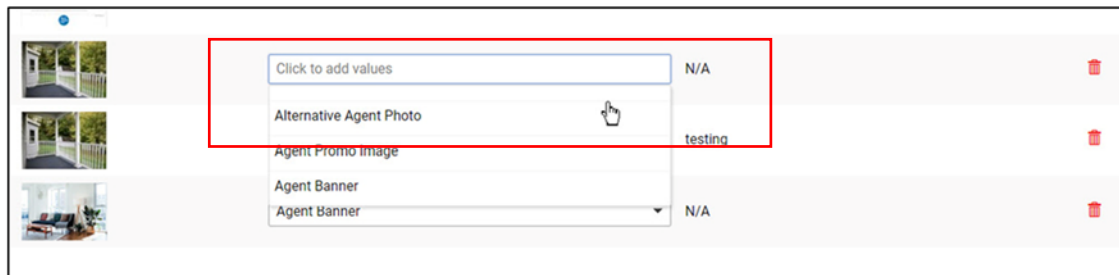 Click to add values
N/A
Alternative Agent Photo
testing
Agent Promo Image
Agent Banner
Agent Banner
N/A